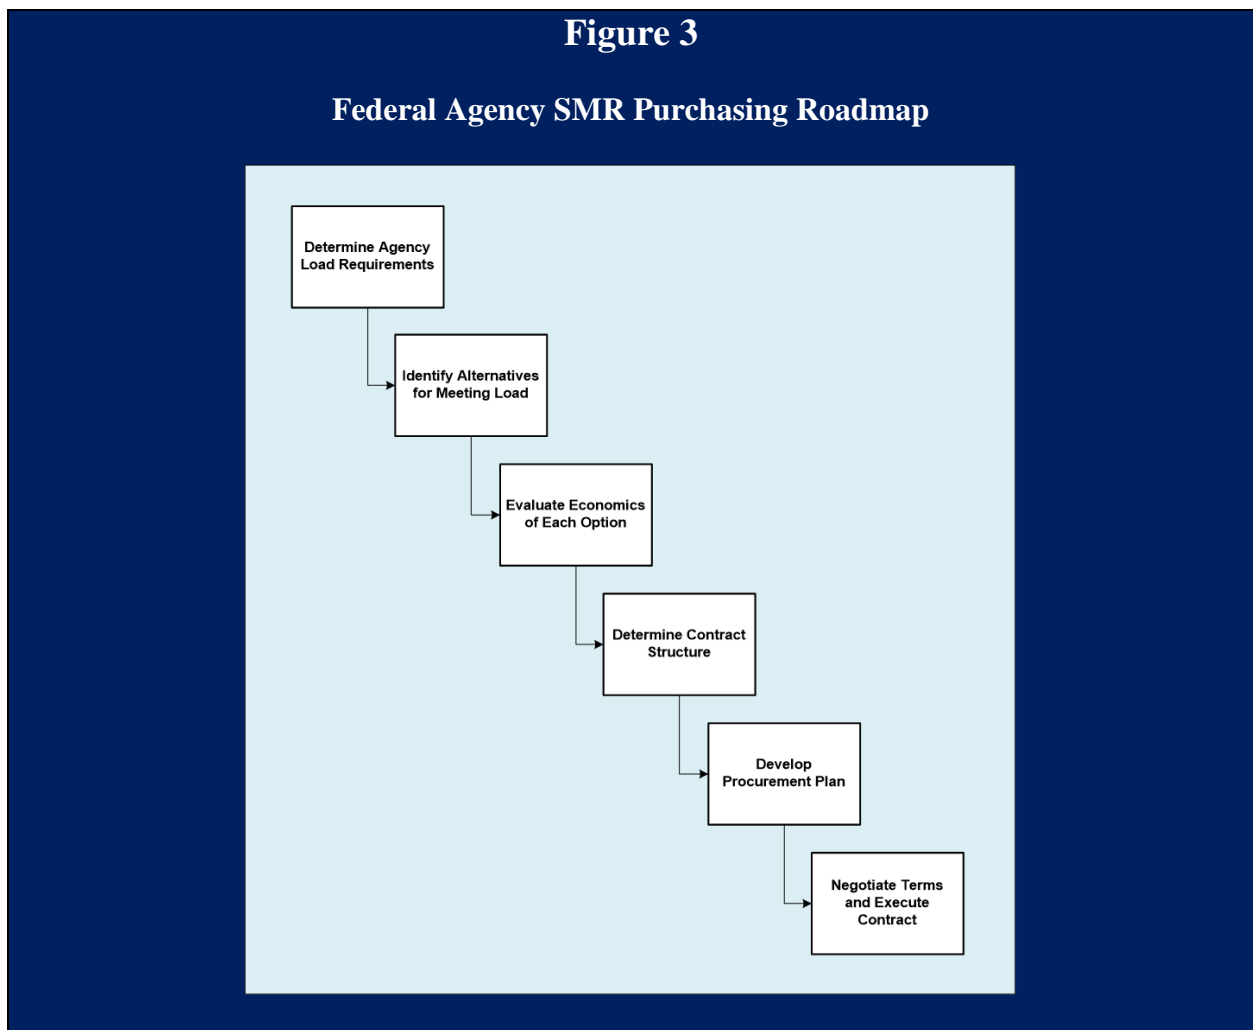 Figure 3
Federal Agency SMR Purchasing Roadmap
Determine Agency
Load Requirements
Identify Alternatives
for Meeting Load
Evaluate Economics
of Each Option
Determine Contract
Structure
Develop
Procurement Plan
Negotiate Terms
and Execute
Contract